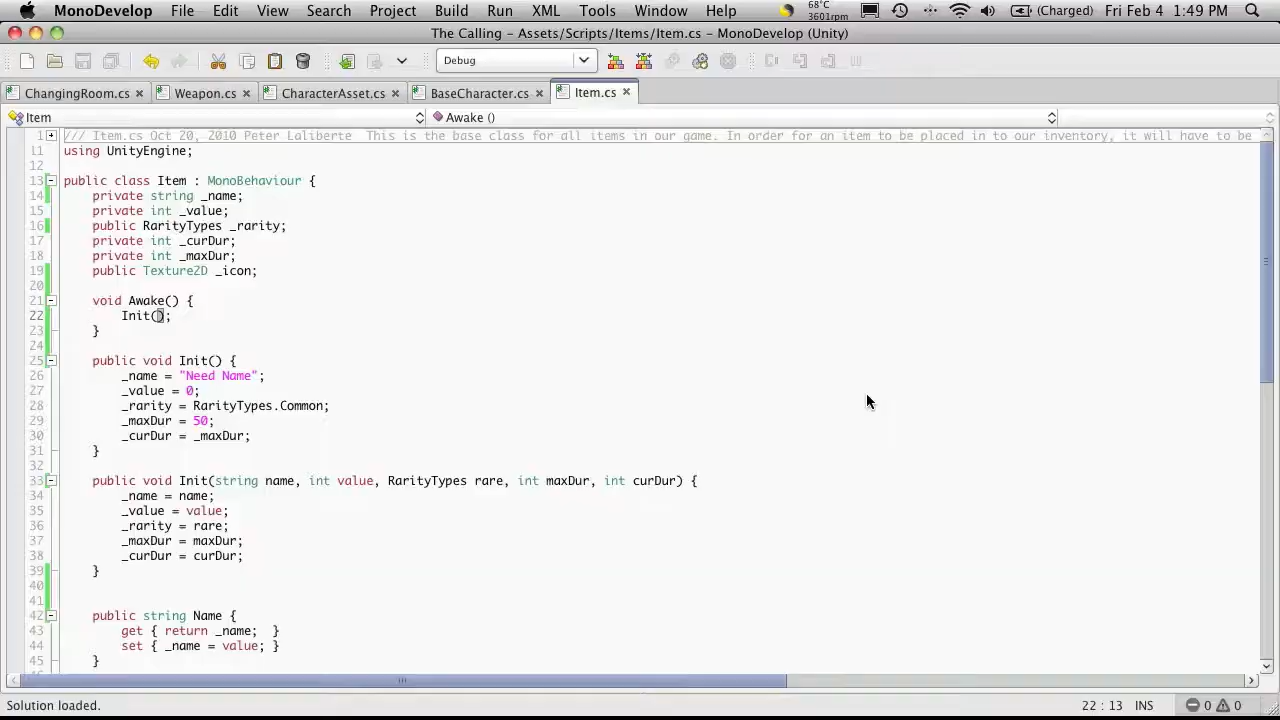 MonoDevelop File Edit View Search Project Build Run XML Tools Window Help 68°C 3601rpm (Charged) Fri Feb 4 1:49 PM
The Calling – Assets/Scripts/Items/Item.cs – MonoDevelop (Unity)
Debug
ChangingRoom.cs Weapon.cs CharacterAsset.cs BaseCharacter.cs Item.cs
Item Awake ()
1 /// Item.cs Oct 20, 2010 Peter Laliberte  This is the base class for all items in our game. In order for an item to be placed in to our inventory, it will have to be
11 using UnityEngine;
12
13 public class Item : MonoBehaviour {
14 private string _name;
15 private int _value;
16 public RarityTypes _rarity;
17 private int _curDur;
18 private int _maxDur;
19 public Texture2D _icon;
20
21 void Awake() {
22 Init();
23 }
24
25 public void Init() {
26 _name = "Need Name";
27 _value = 0;
28 _rarity = RarityTypes.Common;
29 _maxDur = 50;
30 _curDur = _maxDur;
31 }
32
33 public void Init(string name, int value, RarityTypes rare, int maxDur, int curDur) {
34 _name = name;
35 _value = value;
36 _rarity = rare;
37 _maxDur = maxDur;
38 _curDur = curDur;
39 }
40
41
42 public string Name {
43 get { return _name;  }
44 set { _name = value; }
45 }
Solution loaded. 22 : 13 INS 0 0